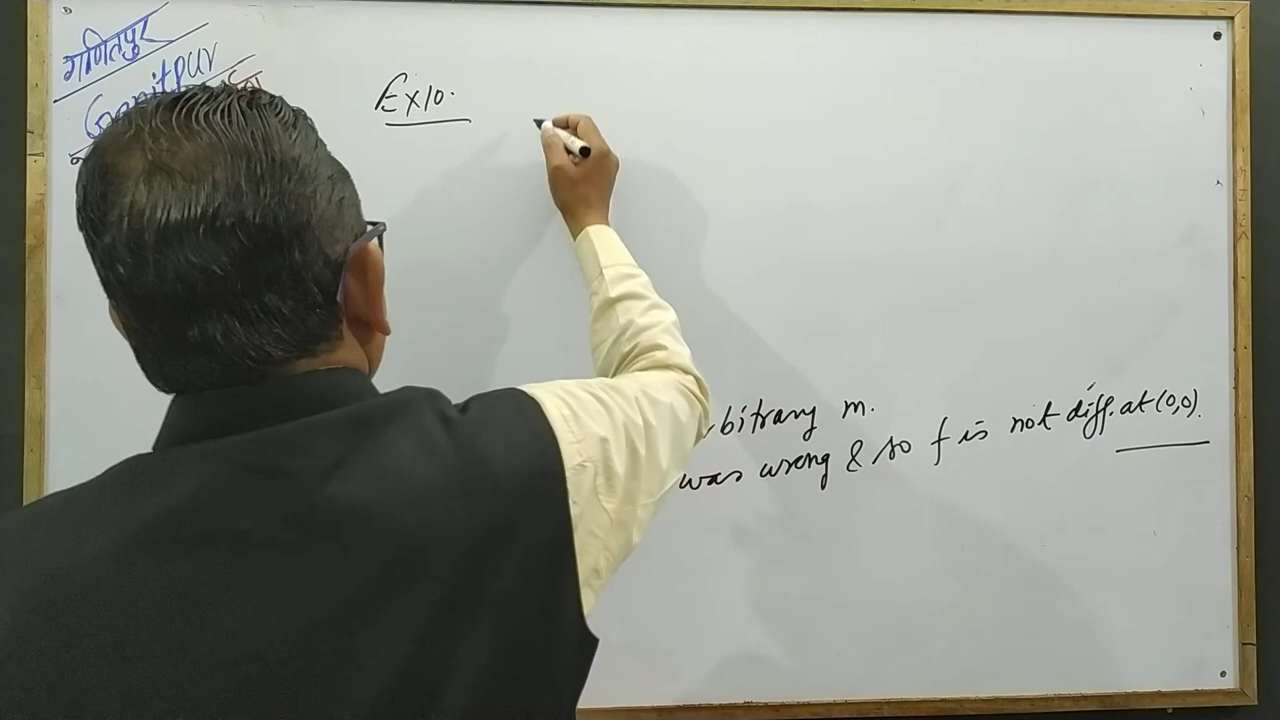 गणितपुर
Ganitpur
Ex10.
bitrary m.
was wrong & so f is not diff. at (0,0).